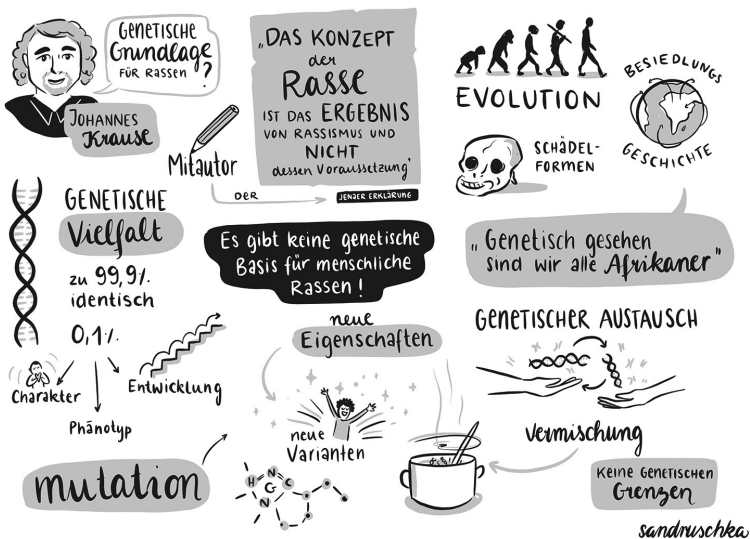 GENETISCHE
Grundlage
FÜR RASSEN ?
JOHANNES
Krause
Mitautor
DER
„DAS KONZEPT
der
Rasse
IST DAS ERGEBNIS
VON RASSISMUS UND
NICHT
dessen Voraussetzung“
JENAER ERKLÄRUNG
EVOLUTION
BESIEDLUNGS
GESCHICHTE
SCHÄDEL-
FORMEN
GENETISCHE
Vielfalt
zu 99,9%
identisch
0,1%
Charakter
Phänotyp
Entwicklung
Es gibt keine genetische
Basis für menschliche
Rassen!
„Genetisch gesehen
sind wir alle Afrikaner"
neue
Eigenschaften
neue
Varianten
mutation
H N C G
GENETISCHER AUSTAUSCH
Vermischung
KEINE GENETISCHEN
Grenzen
sandruschka